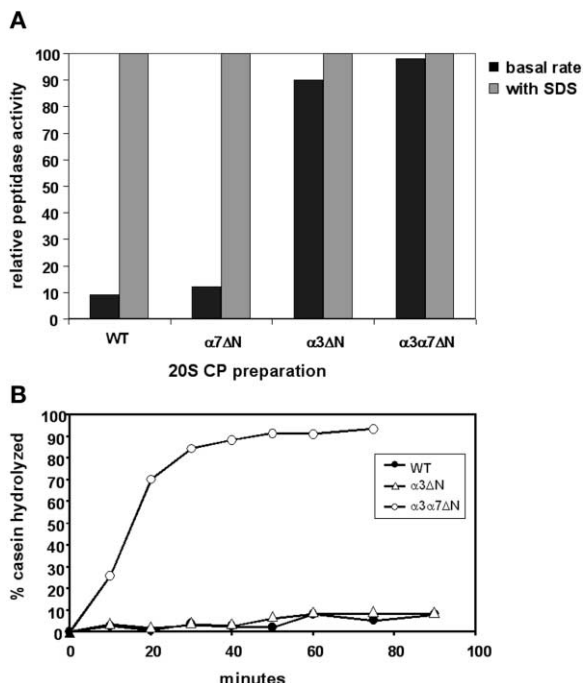 A
relative peptidase activity
100
90
80
70
60
50
40
30
20
10
0
WT
α7ΔN
α3ΔN
α3α7ΔN
20S CP preparation
basal rate
with SDS
B
% casein hydrolyzed
100
90
80
70
60
50
40
30
20
10
0
0
20
40
60
80
100
minutes
WT
α3ΔN
α3α7ΔN